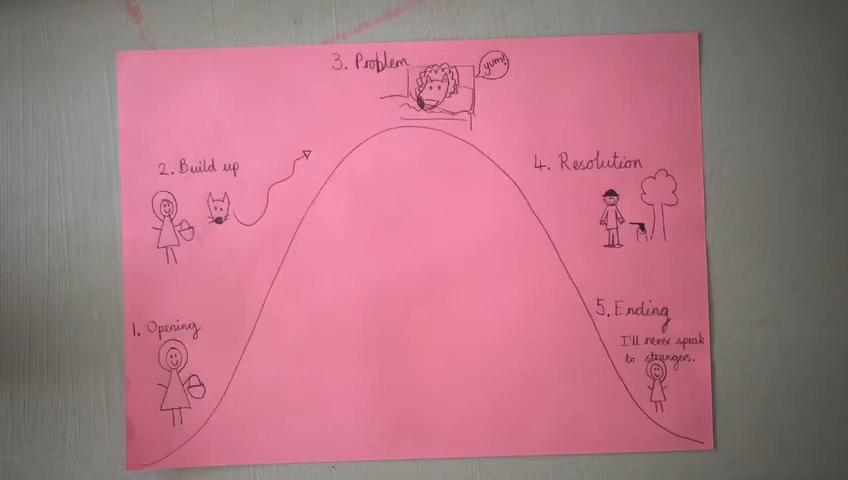 1. Opening
2. Build up
3. Problem
yum!
4. Resolution
5. Ending
I'll never speak
to strangers.